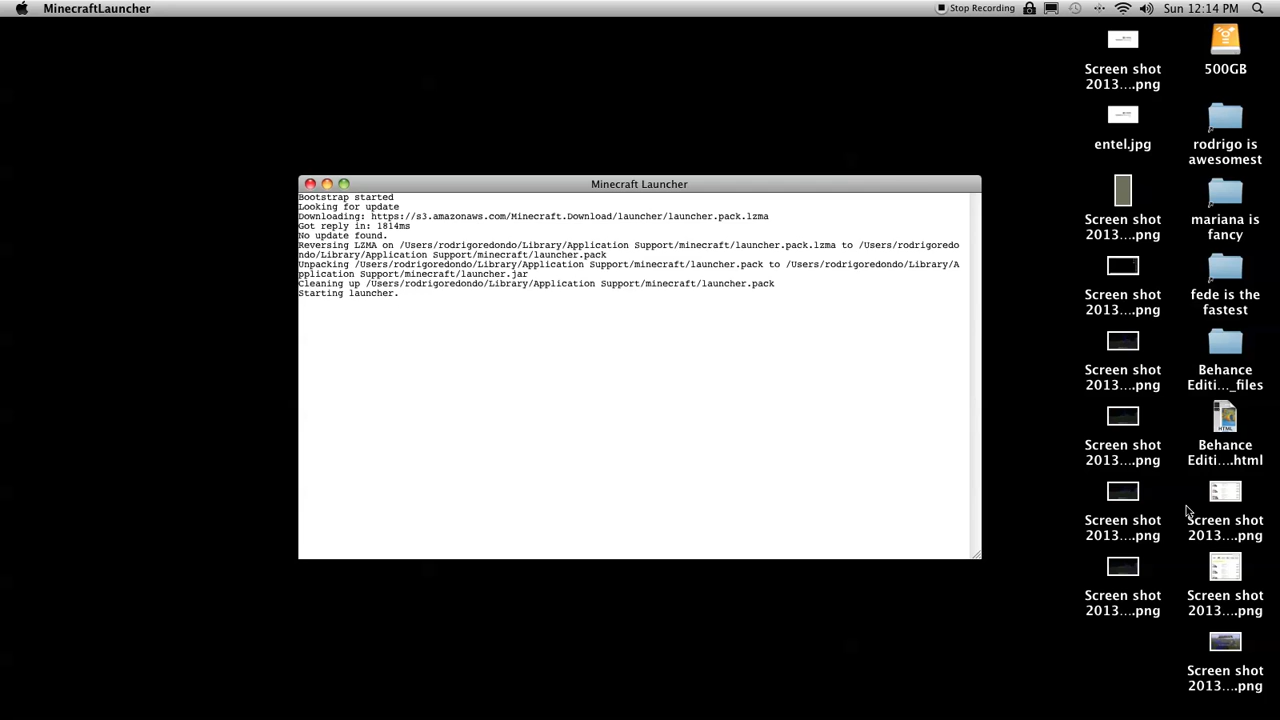 MinecraftLauncher
Stop Recording
Sun 12:14 PM
Minecraft Launcher
Bootstrap started
Looking for update
Downloading: https://s3.amazonaws.com/Minecraft.Download/launcher/launcher.pack.lzma
Got reply in: 1814ms
No update found.
Reversing LZMA on /Users/rodrigoredondo/Library/Application Support/minecraft/launcher.pack.lzma to /Users/rodrigoredo
ndo/Library/Application Support/minecraft/launcher.pack
Unpacking /Users/rodrigoredondo/Library/Application Support/minecraft/launcher.pack to /Users/rodrigoredondo/Library/A
pplication Support/minecraft/launcher.jar
Cleaning up /Users/rodrigoredondo/Library/Application Support/minecraft/launcher.pack
Starting launcher.
Screen shot
2013....png
entel.jpg
Screen shot
2013....png
Screen shot
2013....png
Screen shot
2013....png
Screen shot
2013....png
Screen shot
2013....png
Screen shot
2013....png
500GB
rodrigo is
awesomest
mariana is
fancy
fede is the
fastest
Behance
Editi..._files
HTML
Behance
Editi....html
Screen shot
2013....png
Screen shot
2013....png
Screen shot
2013....png